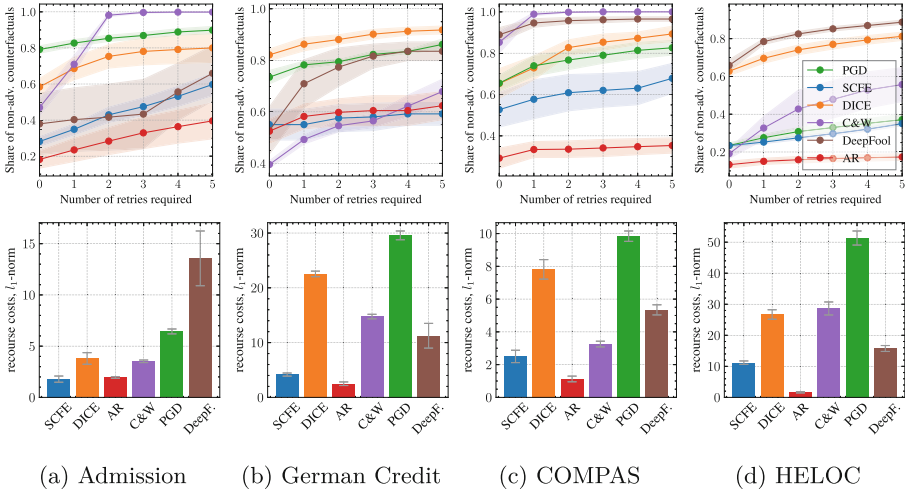 Share of non-adv. counterfactuals
1.0
0.8
0.6
0.4
0.2
0 1 2 3 4 5
Number of retries required
Share of non-adv. counterfactuals
1.0
0.8
0.6
0.4
0 1 2 3 4 5
Number of retries required
Share of non-adv. counterfactuals
1.0
0.8
0.6
0.4
0 1 2 3 4 5
Number of retries required
Share of non-adv. counterfactuals
0.8
0.6
0.4
0.2
0 1 2 3 4 5
Number of retries required
PGD
SCFE
DICE
C&W
DeepFool
AR
recourse costs, l₁-norm
15
10
5
0
SCFE DICE AR C&W PGD DeepF.
recourse costs, l₁-norm
30
20
10
0
SCFE DICE AR C&W PGD DeepF.
recourse costs, l₁-norm
10
8
6
4
2
0
SCFE DICE AR C&W PGD DeepF.
recourse costs, l₁-norm
50
40
30
20
10
0
SCFE DICE AR C&W PGD DeepF.
(a) Admission
(b) German Credit
(c) COMPAS
(d) HELOC